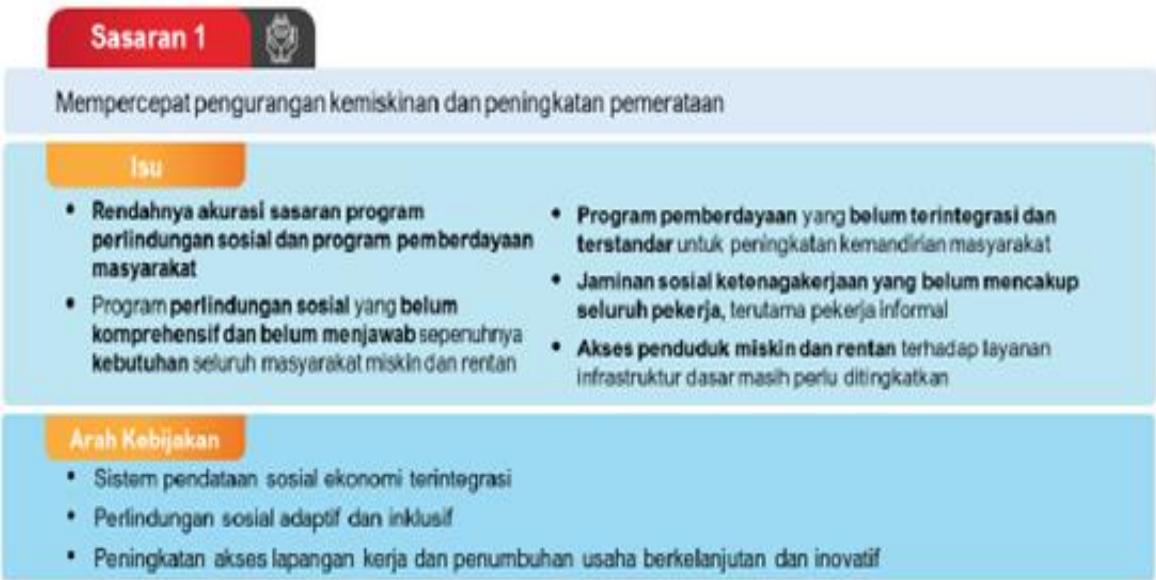 Sasaran 1
Mempercepat pengurangan kemiskinan dan peningkatan pemerataan
Isu
• Rendahnya akurasi sasaran program
perlindungan sosial dan program pemberdayaan
masyarakat
• Program perlindungan sosial yang belum
komprehensif dan belum menjawab sepenuhnya
kebutuhan seluruh masyarakat miskin dan rentan
• Program pemberdayaan yang belum terintegrasi dan
terstandar untuk peningkatan kemandirian masyarakat
• Jaminan sosial ketenagakerjaan yang belum mencakup
seluruh pekerja, terutama pekerja informal
• Akses penduduk miskin dan rentan terhadap layanan
infrastruktur dasar masih perlu ditingkatkan
Arah Kebijakan
• Sistem pendataan sosial ekonomi terintegrasi
• Perlindungan sosial adaptif dan inklusif
• Peningkatan akses lapangan kerja dan penumbuhan usaha berkelanjutan dan inovatif